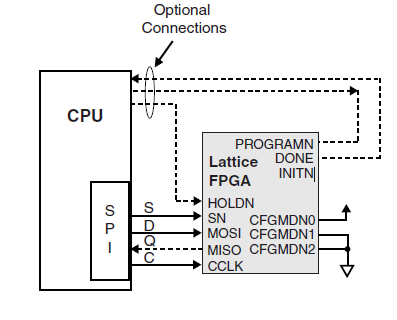 Optional
Connections
CPU
PROGRAMN
DONE
INITN
Lattice
FPGA
HOLDN
SN
MOSI
MISO
CCLK
CFGMDN0
CFGMDN1
CFGMDN2
SPI
S
D
Q
C